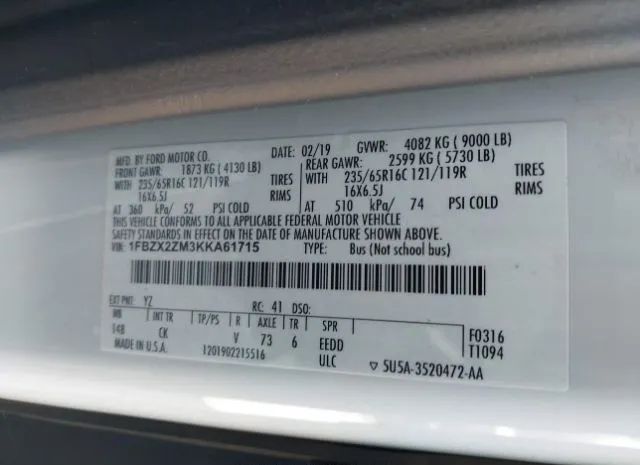 MFD. BY FORD MOTOR CO. DATE: 02/19 GVWR: 4082 KG ( 9000 LB)
FRONT GAWR: 1873 KG ( 4130 LB) REAR GAWR: 2599 KG ( 5730 LB)
WITH 235/65R16C 121/119R TIRES WITH 235/65R16C 121/119R TIRES
16X6.5J RIMS 16X6.5J RIMS
AT 360 kPa/ 52 PSI COLD AT 510 kPa/ 74 PSI COLD
THIS VEHICLE CONFORMS TO ALL APPLICABLE FEDERAL MOTOR VEHICLE
SAFETY STANDARDS IN EFFECT ON THE DATE OF MANUFACTURE SHOWN ABOVE.
VIN: 1FBZX2ZM3KKA61715 TYPE: Bus (Not school bus)
EXT PNT: YZ RC: 41 DSO:
WB INT TR TP/PS R AXLE TR SPR F0316
148 CK V 73 6 EEDD T1094
MADE IN U.S.A. 1201902215516 ULC 5U5A-3520472-AA